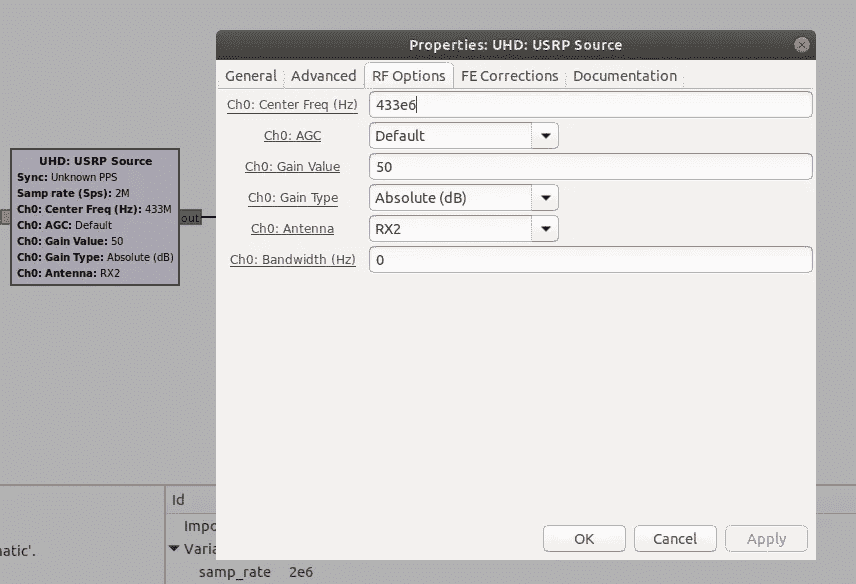 Properties: UHD: USRP Source
General Advanced RF Options FE Corrections Documentation
Ch0: Center Freq (Hz) 433e6
Ch0: AGC Default
Ch0: Gain Value 50
Ch0: Gain Type Absolute (dB)
Ch0: Antenna RX2
Ch0: Bandwidth (Hz) 0
UHD: USRP Source
Sync: Unknown PPS
Samp rate (Sps): 2M
Ch0: Center Freq (Hz): 433M
Ch0: AGC: Default
Ch0: Gain Value: 50
Ch0: Gain Type: Absolute (dB)
Ch0: Antenna: RX2
out
OK Cancel Apply
Id
Impo
Varia
samp_rate 2e6
atic'.